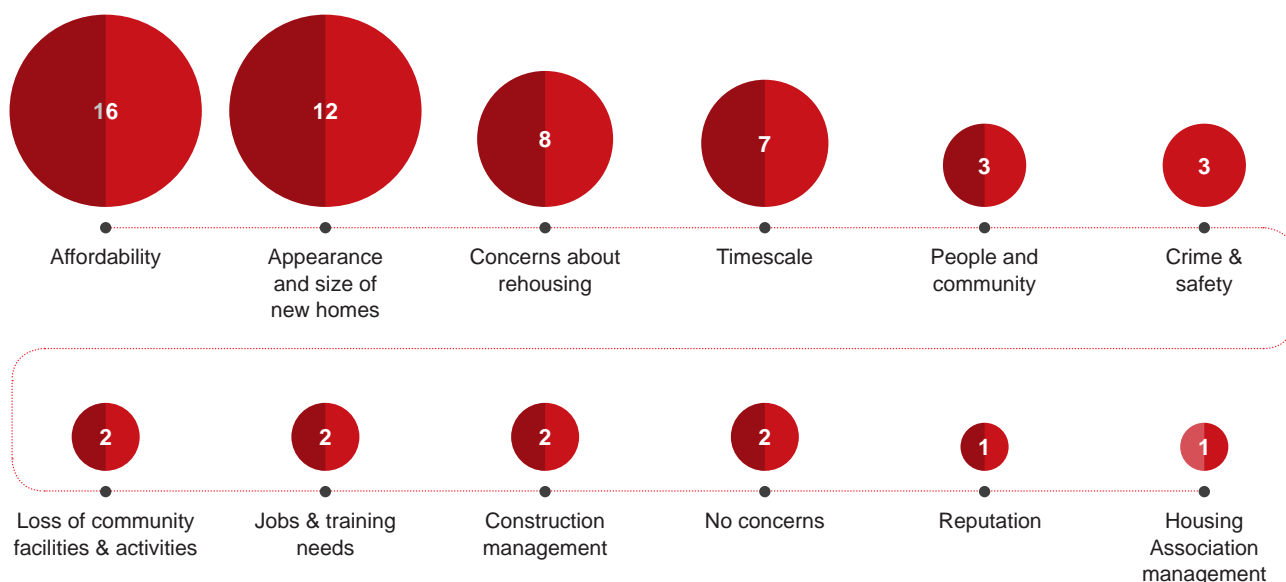 16
12
8
7
3
3
Affordability
Appearance
and size of
new homes
Concerns about
rehousing
Timescale
People and
community
Crime &
safety
2
2
2
2
1
1
Loss of community
facilities & activities
Jobs & training
needs
Construction
management
No concerns
Reputation
Housing
Association
management